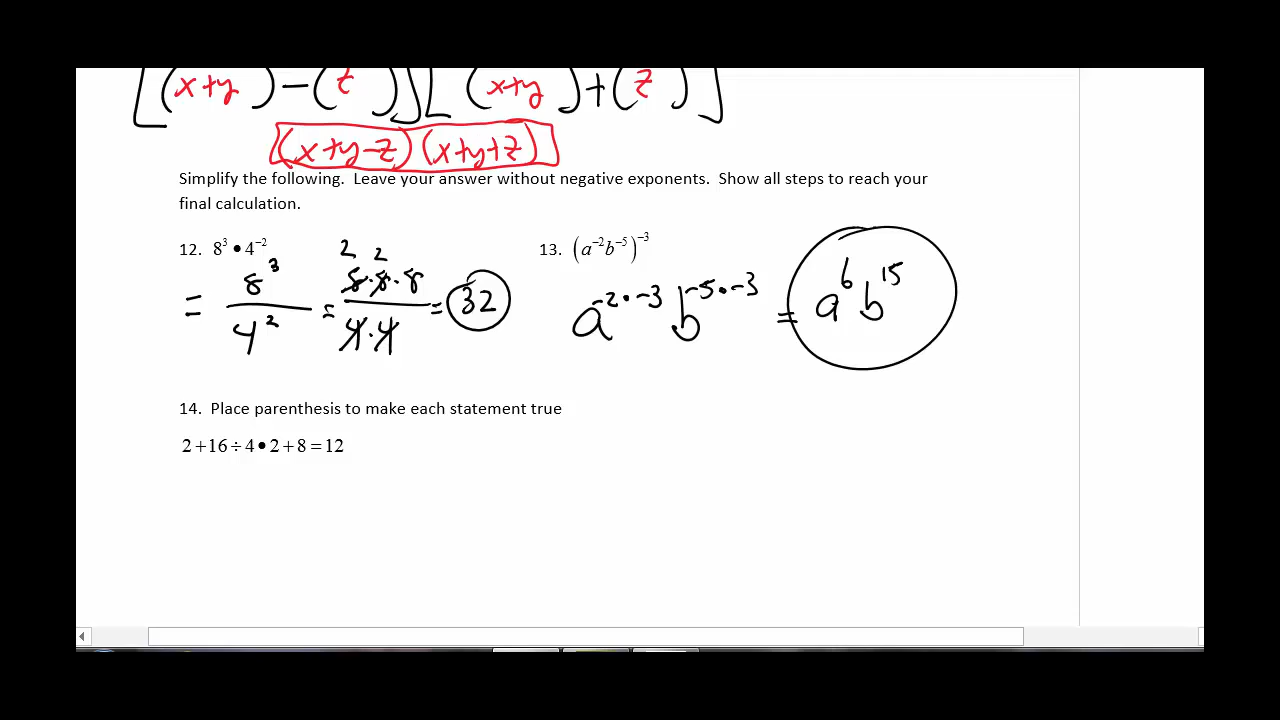 [(x+y)-(z)][(x+y)+(z)]
(x+y-z)(x+y+z)
Simplify the following. Leave your answer without negative exponents. Show all steps to reach your
final calculation.
12. 8³ • 4⁻²
= 8³/4² = 8·8·8/4·4 = 32
2 2
13. (a⁻²b⁻⁵)⁻³
a⁻²·⁻³ b⁻⁵·⁻³ = a⁶b¹⁵
14. Place parenthesis to make each statement true
2+16÷4•2+8=12